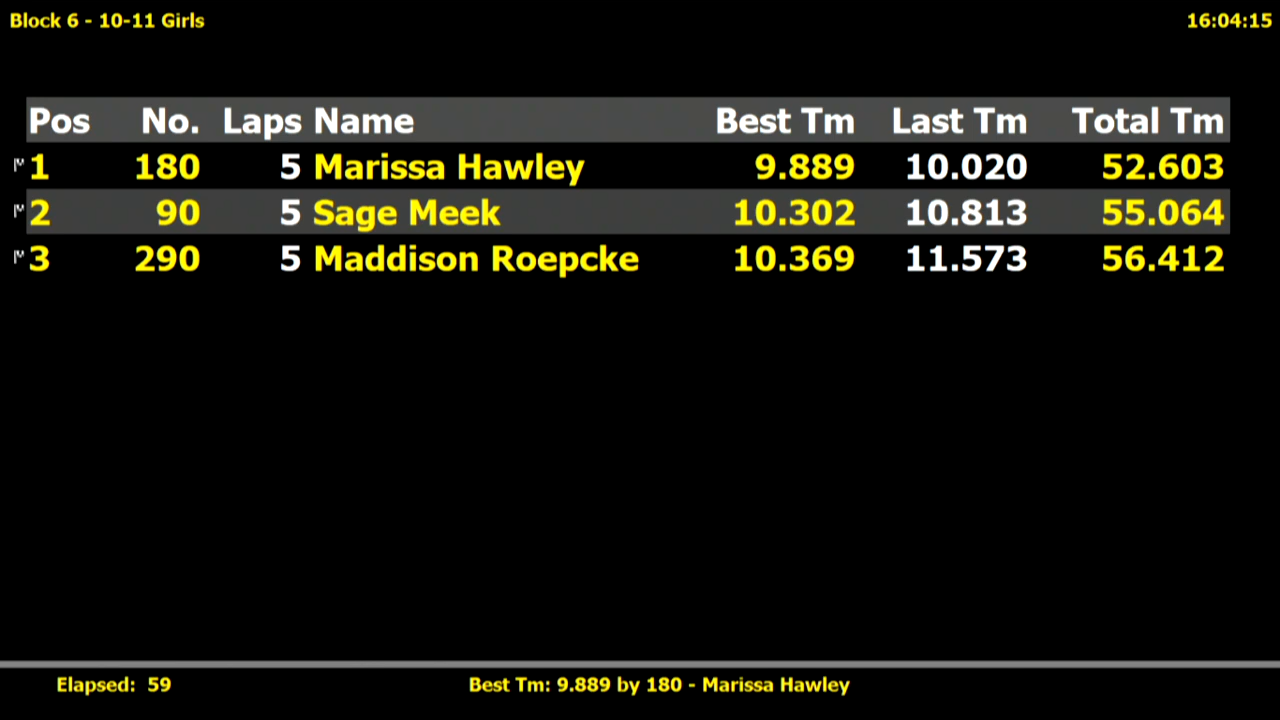 Block 6 - 10-11 Girls 16:04:15
Pos No. Laps Name Best Tm Last Tm Total Tm
1 180 5 Marissa Hawley 9.889 10.020 52.603
2 90 5 Sage Meek 10.302 10.813 55.064
3 290 5 Maddison Roepcke 10.369 11.573 56.412
Elapsed: 59 Best Tm: 9.889 by 180 - Marissa Hawley